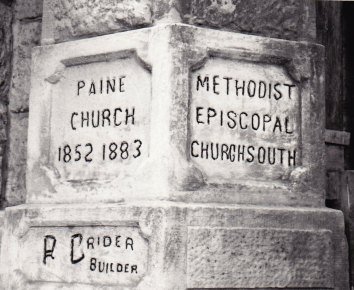 PAINE
CHURCH
1852 1883
METHODIST
EPISCOPAL
CHURCHSOUTH
P CRIDER
BUILDER